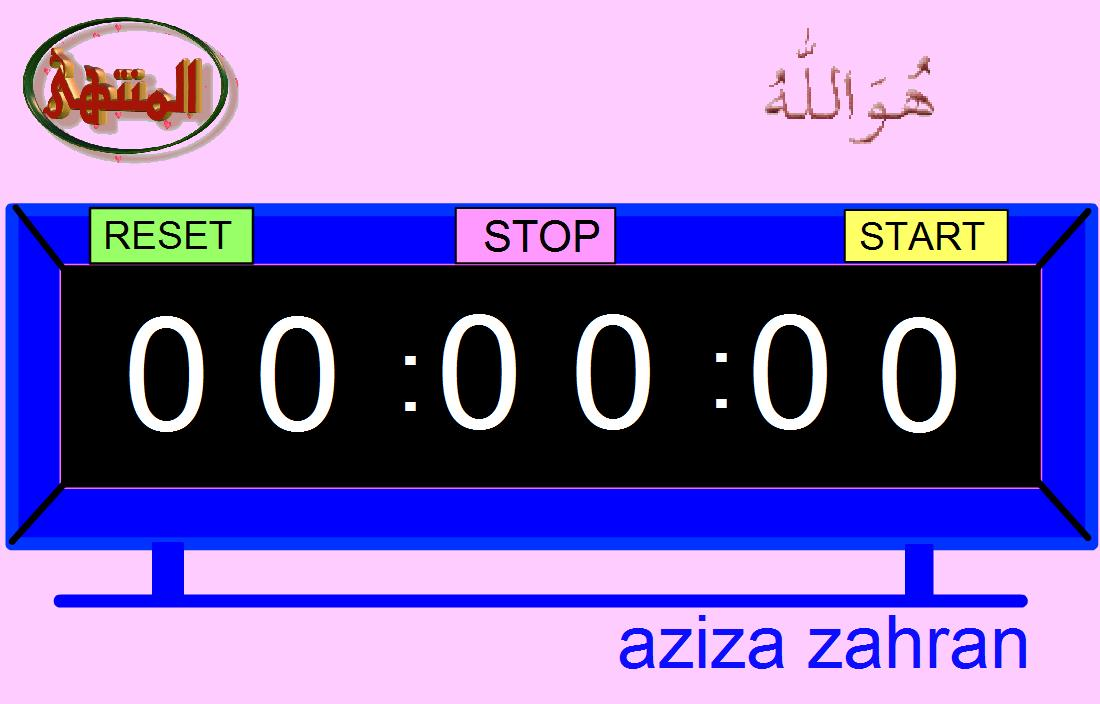 المنتهى
هُوَ اللّٰهُ
RESET STOP START
00:00:00
aziza zahran